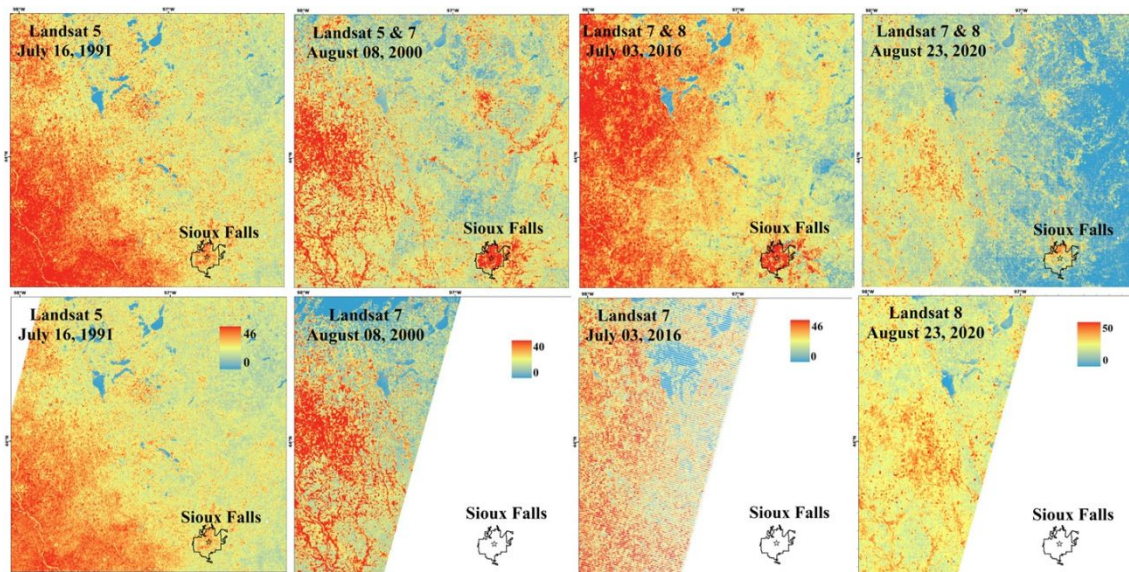 98°W 97°W
Landsat 5
July 16, 1991
Sioux Falls
Landsat 5 & 7
August 08, 2000
Sioux Falls
Landsat 7 & 8
July 03, 2016
Sioux Falls
Landsat 7 & 8
August 23, 2020
Sioux Falls
Landsat 5
July 16, 1991
46
0
Sioux Falls
Landsat 7
August 08, 2000
40
0
Sioux Falls
Landsat 7
July 03, 2016
46
0
Sioux Falls
Landsat 8
August 23, 2020
50
0
Sioux Falls